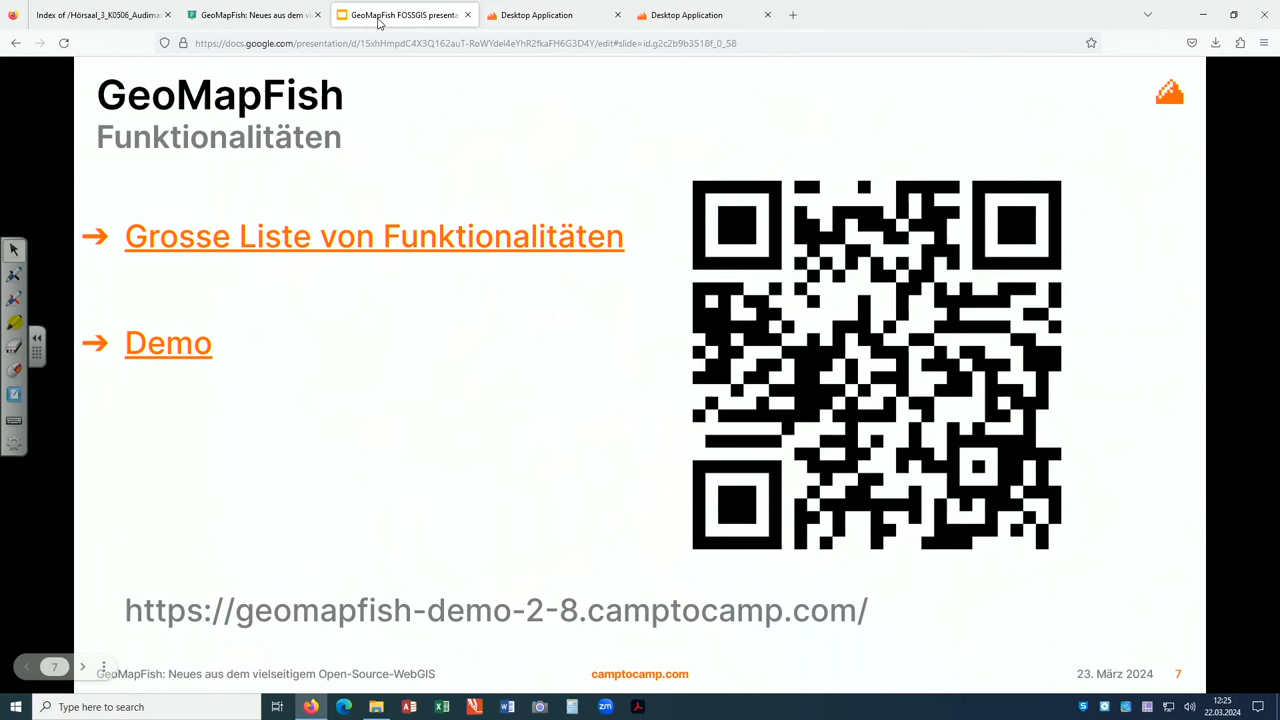 Index of /Hörsaal_3_K0506_Audima
GeoMapFish: Neues aus dem v
GeoMapFish FOSSGIS presenta
Desktop Application
Desktop Application
https://docs.google.com/presentation/d/15xhHmpdC4X3Q162auT-RoWYdel4eYhR2fkaFH6G3D4Y/edit#slide=id.g2c2b9b3518f_0_58
GeoMapFish
Funktionalitäten
➔ Grosse Liste von Funktionalitäten
➔ Demo
https://geomapfish-demo-2-8.camptocamp.com/
7
GeoMapFish: Neues aus dem vielseitigem Open-Source-WebGIS
camptocamp.com
23. März 2024 7
Type here to search
12:25
22.03.2024